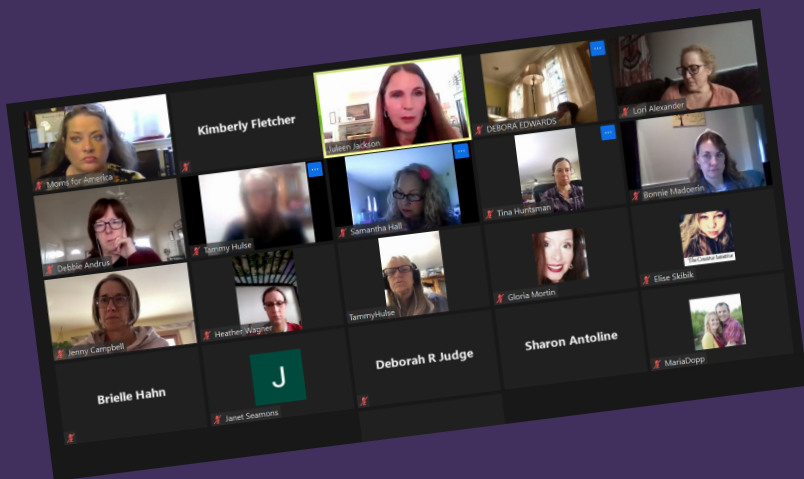 Moms for America
Kimberly Fletcher
Juleen Jackson
DEBORA EDWARDS
Lori Alexander
Debbie Andrus
Tammy Hulse
Samantha Hall
Tina Huntsman
Bonnie Madoerin
Jenny Campbell
Heather Wagner
TammyHulse
Gloria Mortin
Elise Skibik
Brielle Hahn
J
Janet Seamons
Deborah R Judge
Sharon Antoline
MariaDopp